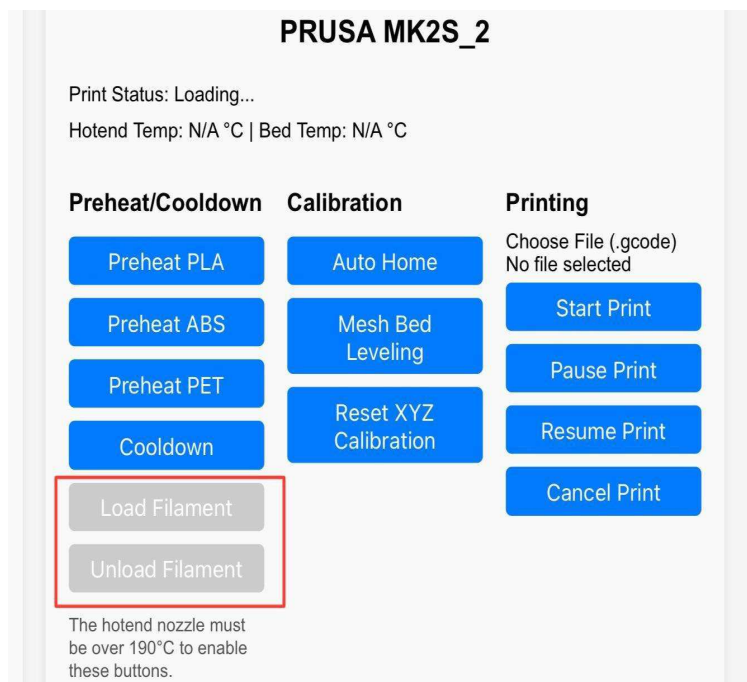 PRUSA MK2S_2
Print Status: Loading...
Hotend Temp: N/A °C | Bed Temp: N/A °C
Preheat/Cooldown
Preheat PLA
Preheat ABS
Preheat PET
Cooldown
Load Filament
Unload Filament
The hotend nozzle must
be over 190°C to enable
these buttons.
Calibration
Auto Home
Mesh Bed
Leveling
Reset XYZ
Calibration
Printing
Choose File (.gcode)
No file selected
Start Print
Pause Print
Resume Print
Cancel Print